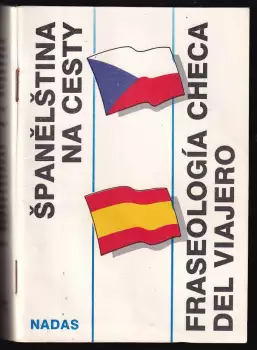 ŠPANĚLŠTINA
NA CESTY
FRASEOLOGÍA CHECA
DEL VIAJERO
NADAS